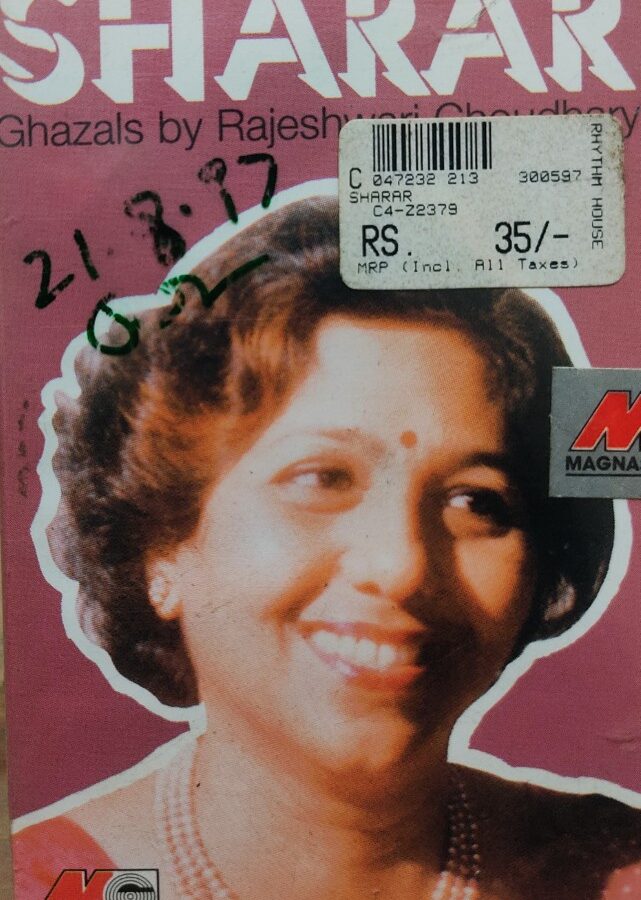 SHARAR
Ghazals by Rajeshwari Choudhary
C 047232 213 300597
SHARAR
C4-Z2379
RS. 35/-
MRP (Incl. All Taxes)
RHYTHM HOUSE
21.8.97
MAGNAS